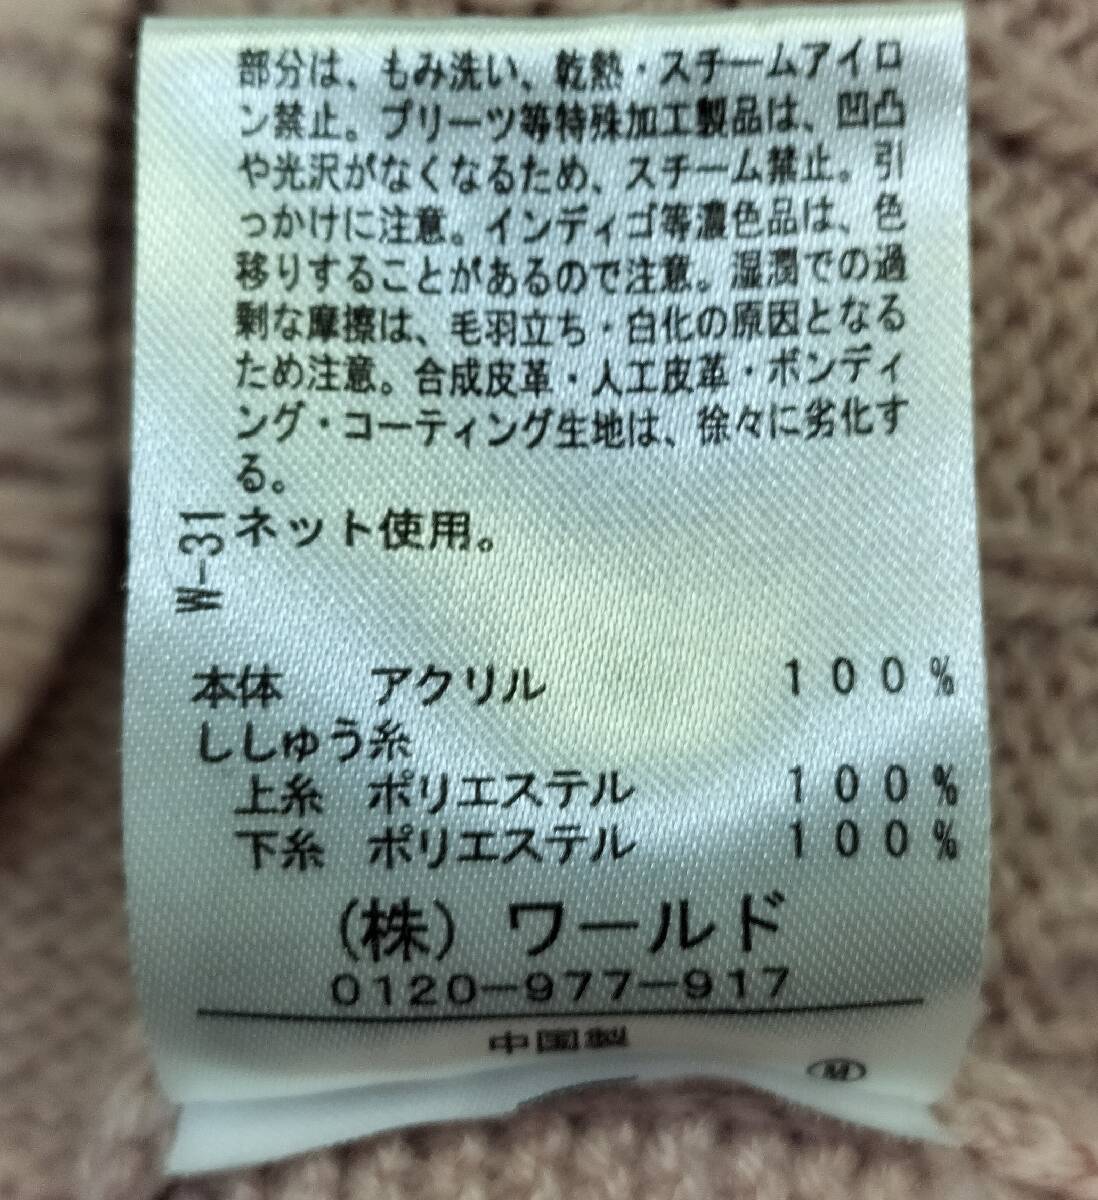 部分は、もみ洗い、乾熱・スチームアイロ
ン禁止。プリーツ等特殊加工製品は、凹凸
や光沢がなくなるため、スチーム禁止。引
っかけに注意。インディゴ等濃色品は、色
移りすることがあるので注意。湿潤での過
剰な摩擦は、毛羽立ち・白化の原因となる
ため注意。合成皮革・人工皮革・ボンディ
ング・コーティング生地は、徐々に劣化す
る。
ネット使用。
W-31
本体 アクリル 100%
ししゅう糸
上糸 ポリエステル 100%
下糸 ポリエステル 100%
(株) ワールド
0120-977-917
中国製
M